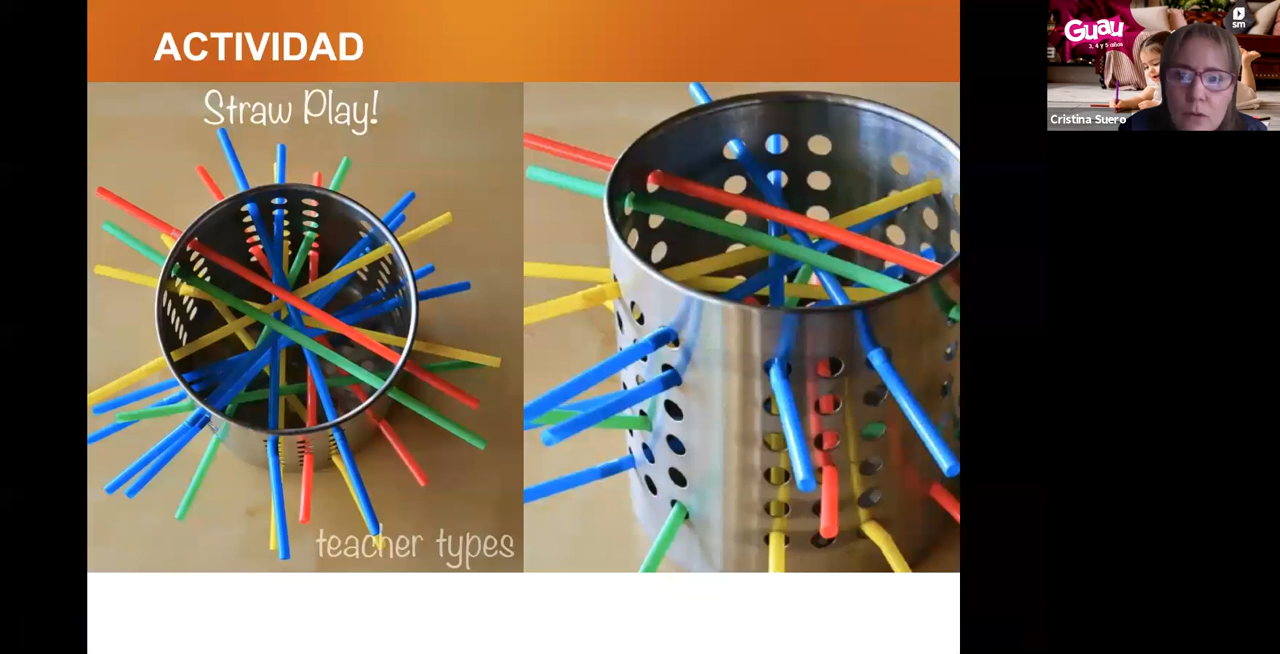 ACTIVIDAD
Straw Play!
teacher types
Guau
3, 4 y 5 años
sm
Cristina Suero